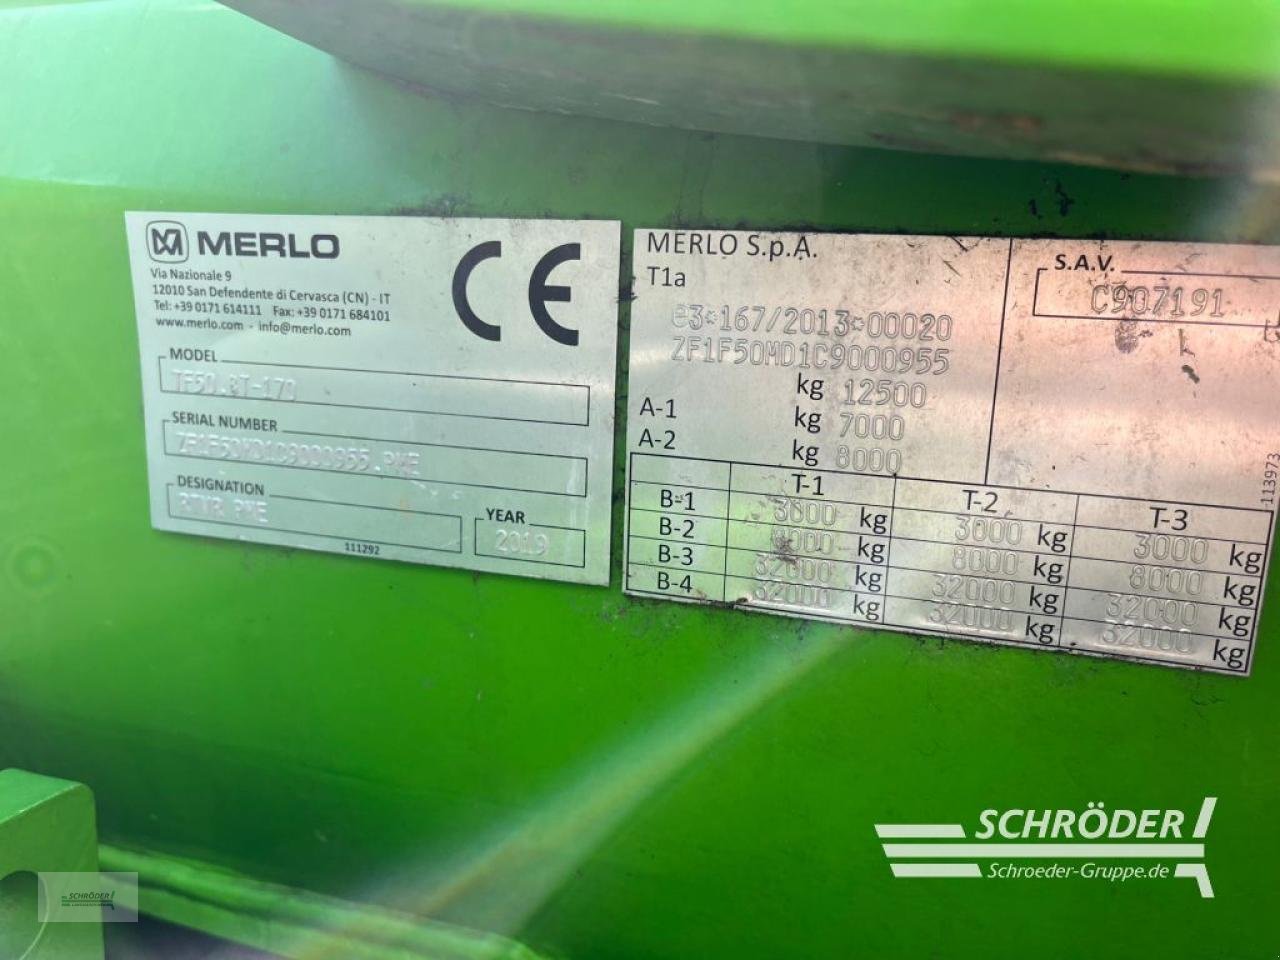 MERLO
Via Nazionale 9
12010 San Defendente di Cervasca (CN) - IT
Tel: +39 0171 614111 Fax: +39 0171 684101
www.merlo.com - info@merlo.com
CE
MODEL
SERIAL NUMBER
ZF1F50MD1C9000955.PME
DESIGNATION
YEAR
2019
111292
MERLO S.p.A.
T1a
e3*167/2013*00020
ZF1F50MD1C9000955
kg 12500
A-1 kg 7000
A-2 kg 8000
S.A.V.
C907191
113973
T-1 T-2 T-3
B-1 3000 kg 3000 kg 3000 kg
B-2 8000 kg 8000 kg 8000 kg
B-3 32000 kg 32000 kg 32000 kg
B-4 32000 kg 32000 kg 32000 kg
SCHRÖDER
Schroeder-Gruppe.de
SCHRÖDER